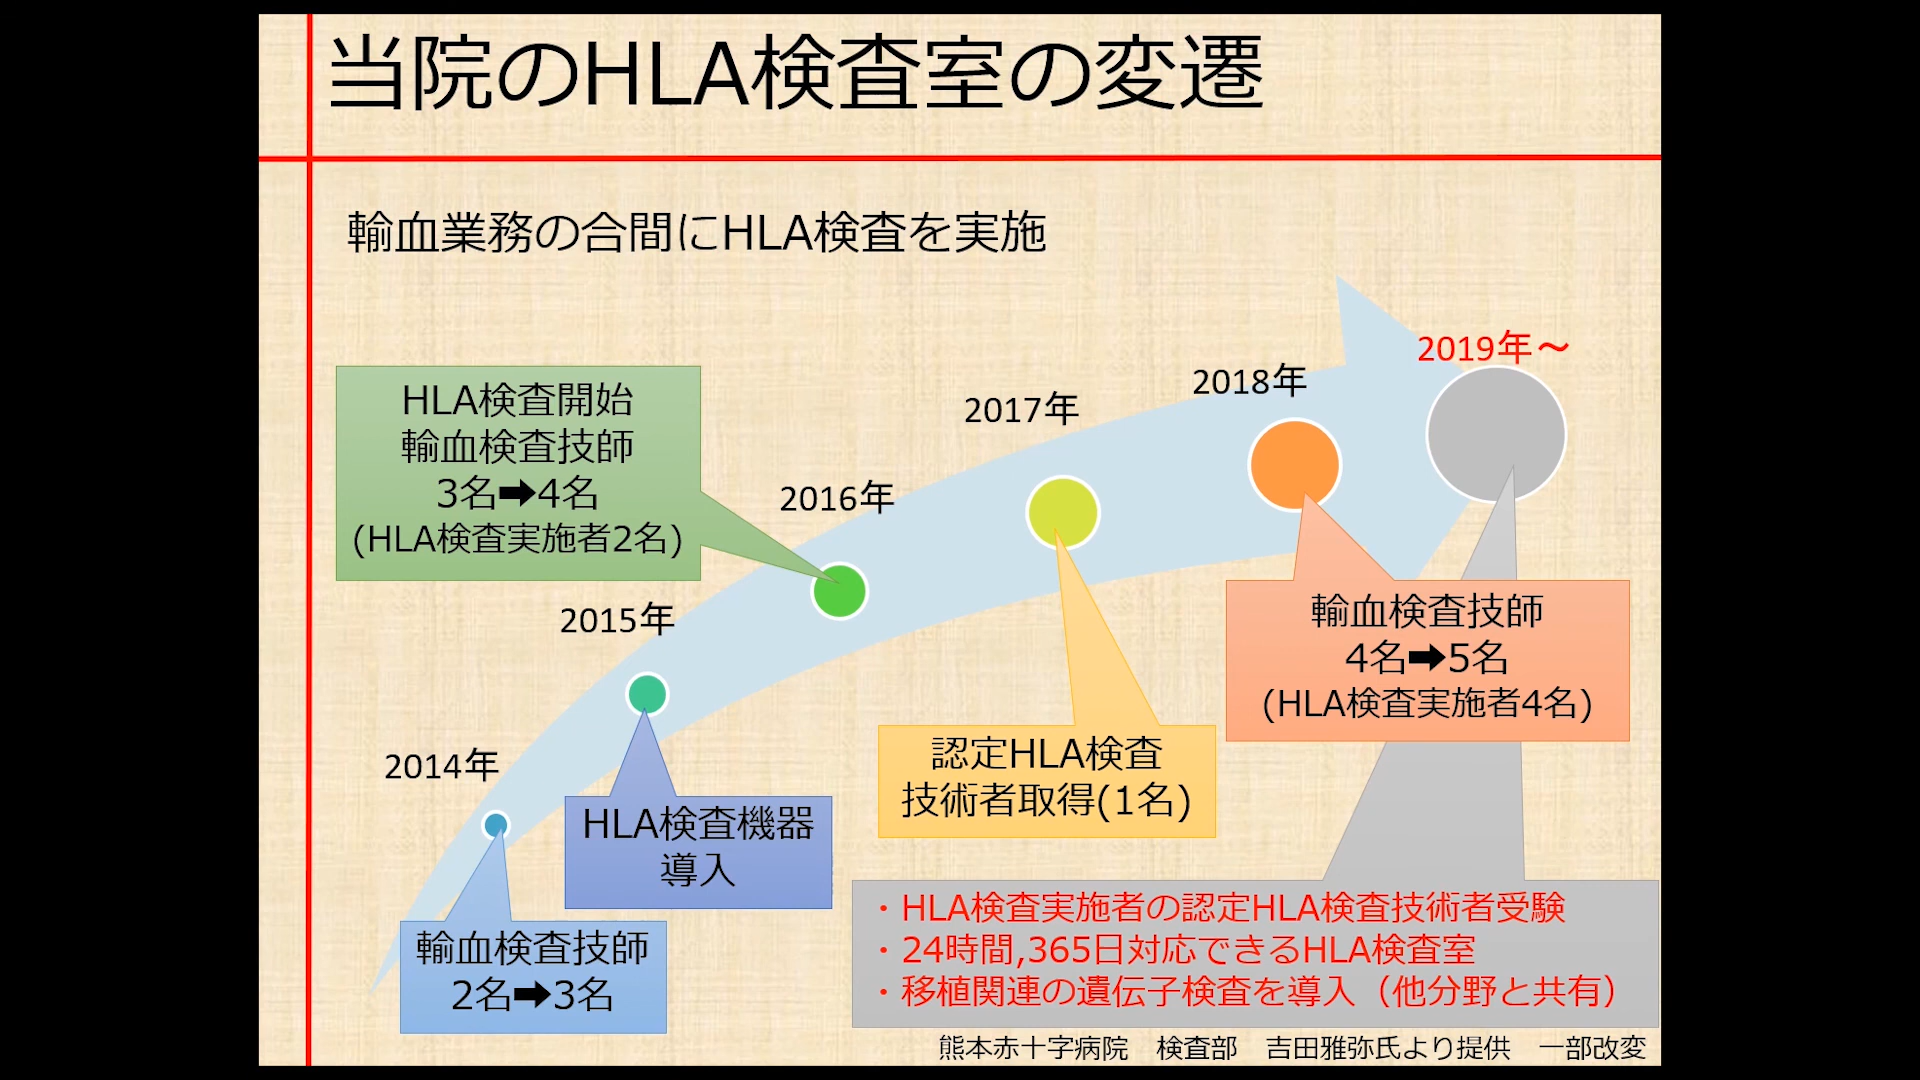 当院のHLA検査室の変遷
輸血業務の合間にHLA検査を実施
2014年
輸血検査技師
2名➡3名
2015年
HLA検査機器
導入
2016年
HLA検査開始
輸血検査技師
3名➡4名
(HLA検査実施者2名)
2017年
認定HLA検査
技術者取得(1名)
2018年
輸血検査技師
4名➡5名
(HLA検査実施者4名)
2019年～
・HLA検査実施者の認定HLA検査技術者受験
・24時間,365日対応できるHLA検査室
・移植関連の遺伝子検査を導入（他分野と共有）
熊本赤十字病院　検査部　吉田雅弥氏より提供　一部改変